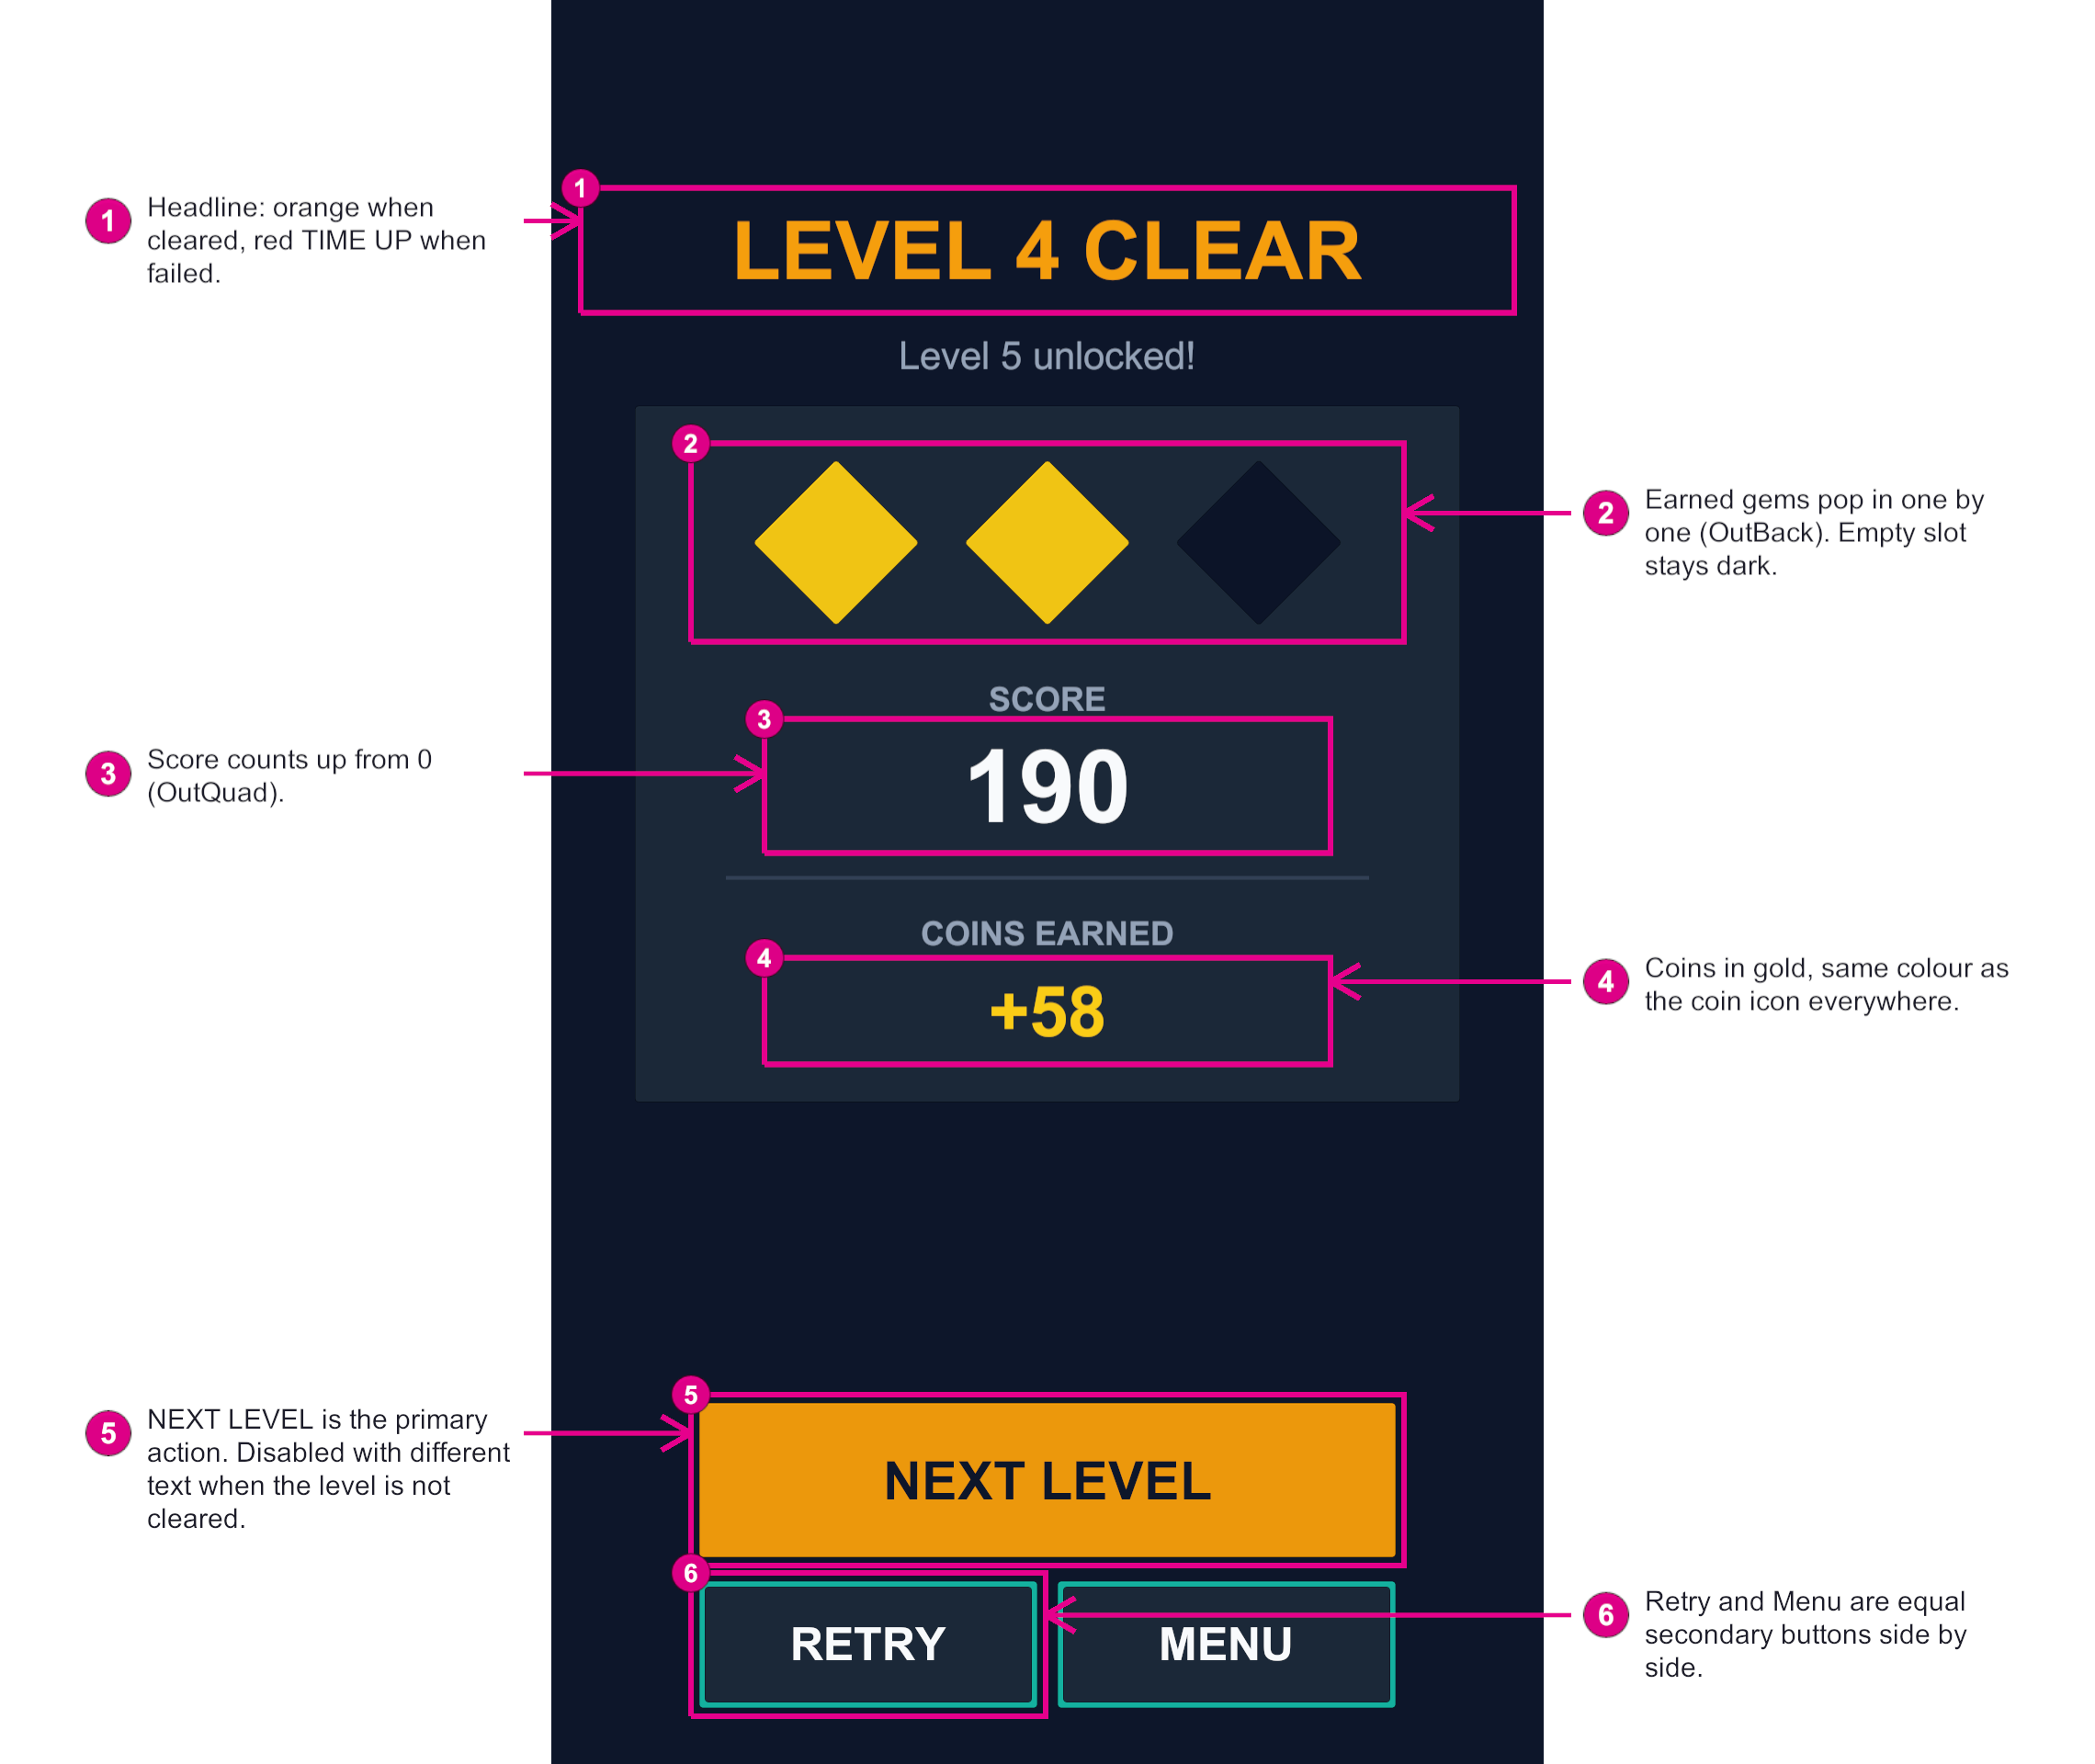 1
LEVEL 4 CLEAR
1
Headline: orange when
cleared, red TIME UP when
failed.
Level 5 unlocked!
2
2
Earned gems pop in one by
one (OutBack). Empty slot
stays dark.
SCORE
3
190
3
Score counts up from 0
(OutQuad).
COINS EARNED
4
+58
4
Coins in gold, same colour as
the coin icon everywhere.
5
NEXT LEVEL
5
NEXT LEVEL is the primary
action. Disabled with different
text when the level is not
cleared.
6
RETRY
MENU
6
Retry and Menu are equal
secondary buttons side by
side.